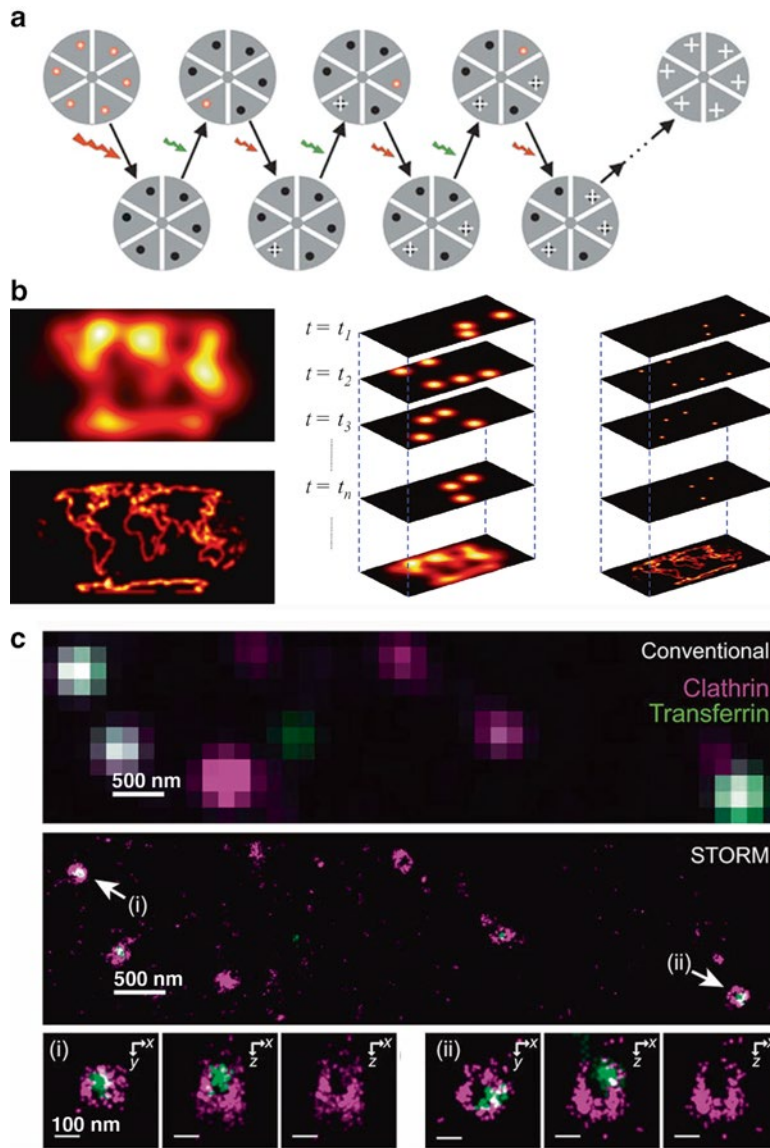 a
b
t = t1
t = t2
t = t3
t = tn
c
Conventional
Clathrin
Transferrin
500 nm
STORM
(i)
500 nm
(ii)
(i)
x
y
x
z
x
z
100 nm
(ii)
x
y
x
z
x
z